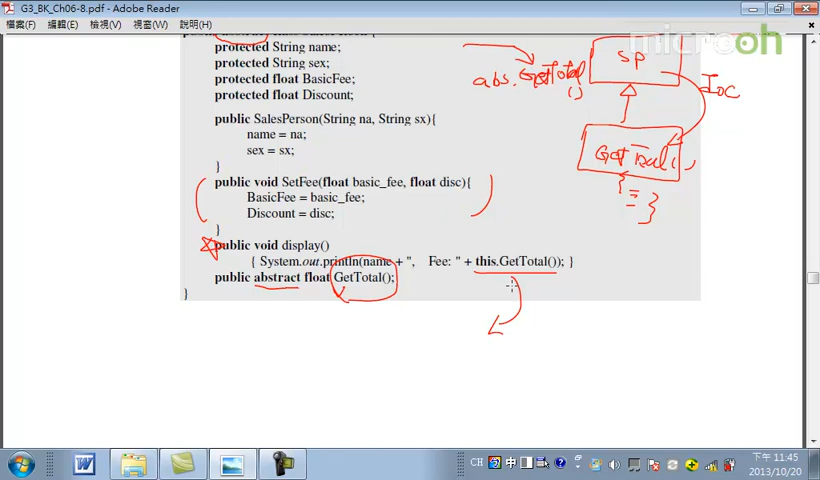 G3_BK_Ch06-8.pdf - Adobe Reader
檔案(F) 編輯(E) 檢視(V) 視窗(W) 說明(H)
microoh
protected String name;
protected String sex;
protected float BasicFee;
protected float Discount;
public SalesPerson(String na, String sx){
name = na;
sex = sx;
}
public void SetFee(float basic_fee, float disc){
BasicFee = basic_fee;
Discount = disc;
}
public void display()
{ System.out.println(name + ", Fee: " + this.GetTotal()); }
public abstract float GetTotal();
}
SP
abs. GetTotal
()
IoC
CH 中
下午 11:45
2013/10/20